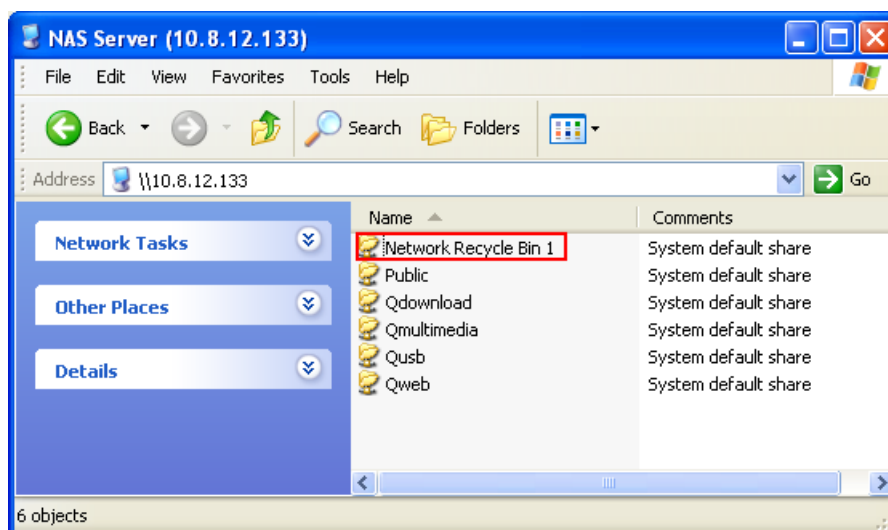 NAS Server (10.8.12.133)
File Edit View Favorites Tools Help
Back Search Folders
Address \\10.8.12.133 Go
Name Comments
Network Tasks
Other Places
Details
Network Recycle Bin 1 System default share
Public System default share
Qdownload System default share
Qmultimedia System default share
Qusb System default share
Qweb System default share
6 objects